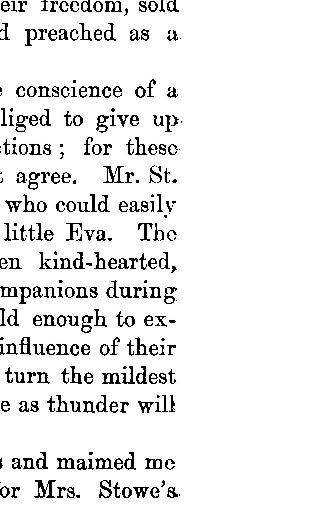 eir freedom, sold
d preached as a
conscience of a
liged to give up
tions ; for these
agree. Mr. St.
who could easily
little Eva. The
en kind-hearted,
mpanions during
ld enough to ex-
influence of their
turn the mildest
e as thunder will
s and maimed me
or Mrs. Stowe's